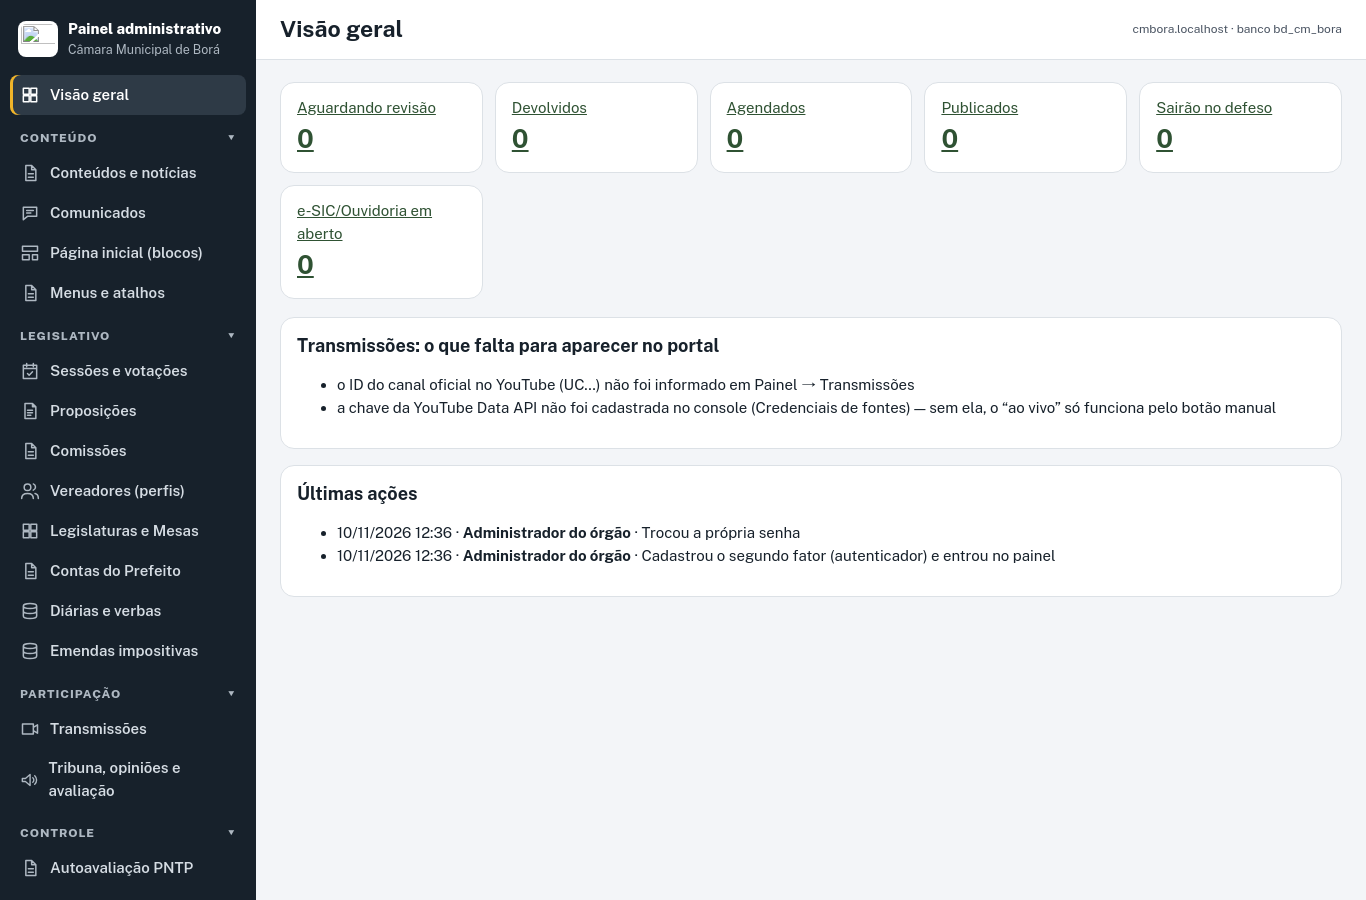 Painel administrativo
Câmara Municipal de Borá
Visão geral
CONTEÚDO
Conteúdos e notícias
Comunicados
Página inicial (blocos)
Menus e atalhos
LEGISLATIVO
Sessões e votações
Proposições
Comissões
Vereadores (perfis)
Legislaturas e Mesas
Contas do Prefeito
Diárias e verbas
Emendas impositivas
PARTICIPAÇÃO
Transmissões
Tribuna, opiniões e
avaliação
CONTROLE
Autoavaliação PNTP
Visão geral
cmbora.localhost · banco bd_cm_bora
Aguardando revisão
0
Devolvidos
0
Agendados
0
Publicados
0
Sairão no defeso
0
e-SIC/Ouvidoria em
aberto
0
Transmissões: o que falta para aparecer no portal
• o ID do canal oficial no YouTube (UC…) não foi informado em Painel → Transmissões
• a chave da YouTube Data API não foi cadastrada no console (Credenciais de fontes) — sem ela, o “ao vivo” só funciona pelo botão manual
Últimas ações
• 10/11/2026 12:36 · Administrador do órgão · Trocou a própria senha
• 10/11/2026 12:36 · Administrador do órgão · Cadastrou o segundo fator (autenticador) e entrou no painel